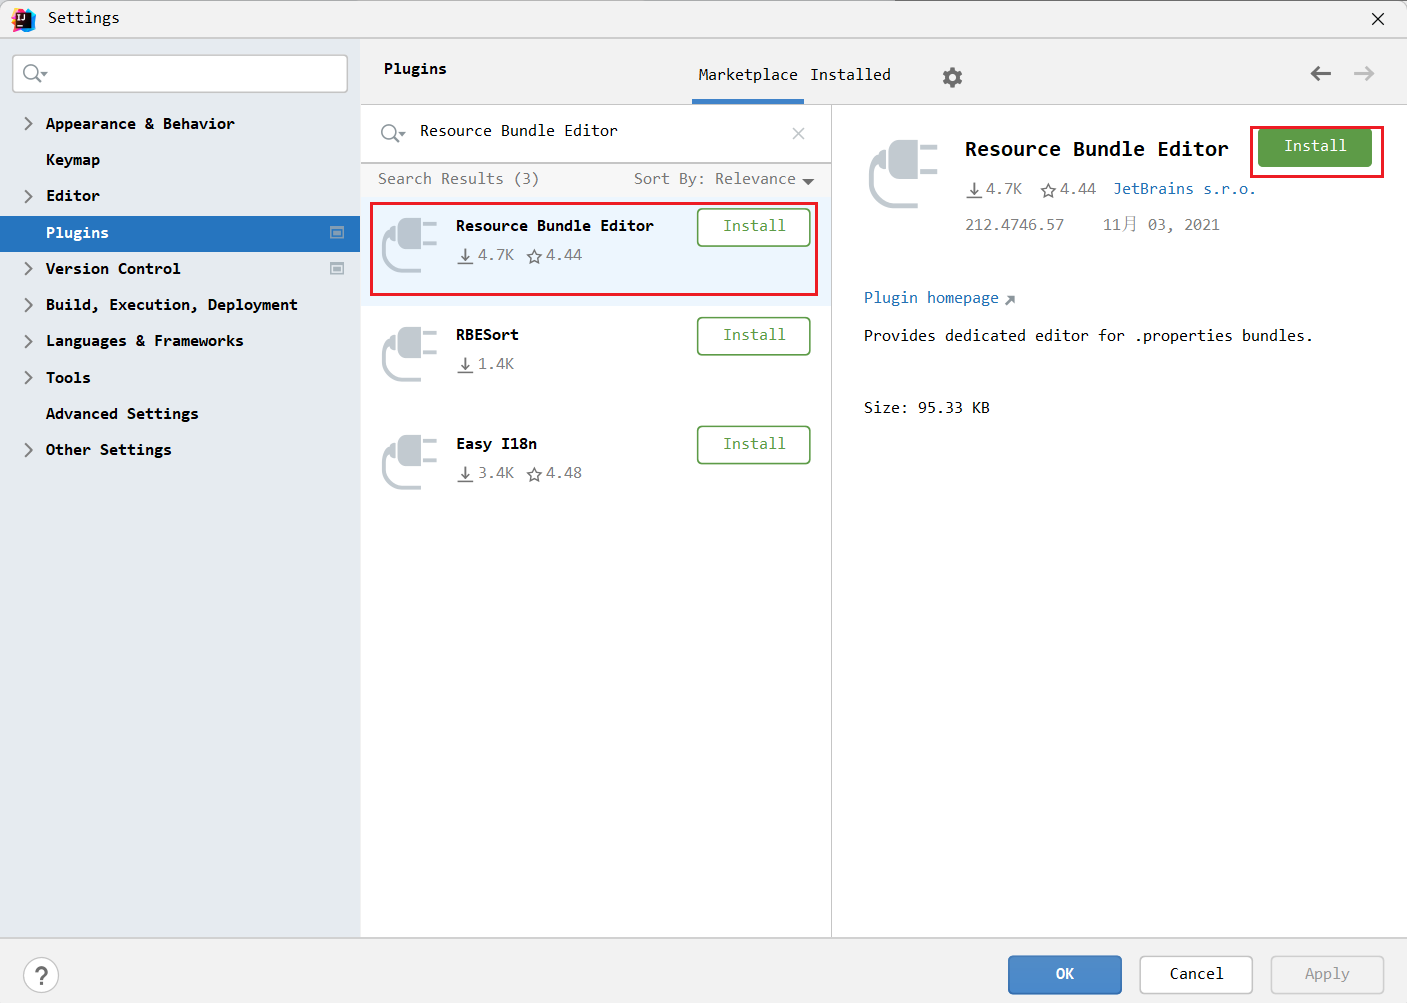 Settings
Appearance & Behavior
Keymap
Editor
Plugins
Version Control
Build, Execution, Deployment
Languages & Frameworks
Tools
Advanced Settings
Other Settings
Plugins
Marketplace Installed
Resource Bundle Editor
Search Results (3) Sort By: Relevance
Resource Bundle Editor Install
4.7K 4.44
RBESort Install
1.4K
Easy I18n Install
3.4K 4.48
Resource Bundle Editor Install
4.7K 4.44 JetBrains s.r.o.
212.4746.57 11月 03, 2021
Plugin homepage
Provides dedicated editor for .properties bundles.
Size: 95.33 KB
? OK Cancel Apply